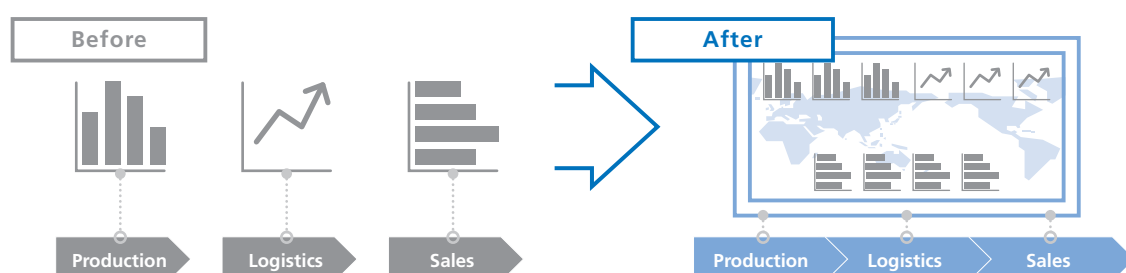 Before
After
Production
Logistics
Sales
Production
Logistics
Sales